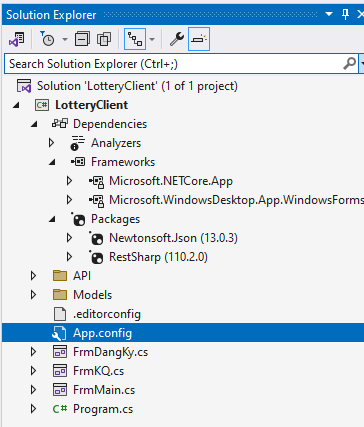 Solution Explorer
Search Solution Explorer (Ctrl+;)
Solution 'LotteryClient' (1 of 1 project)
C# LotteryClient
Dependencies
Analyzers
Frameworks
Microsoft.NETCore.App
Microsoft.WindowsDesktop.App.WindowsForms
Packages
Newtonsoft.Json (13.0.3)
RestSharp (110.2.0)
API
Models
.editorconfig
App.config
FrmDangKy.cs
FrmKQ.cs
FrmMain.cs
C# Program.cs